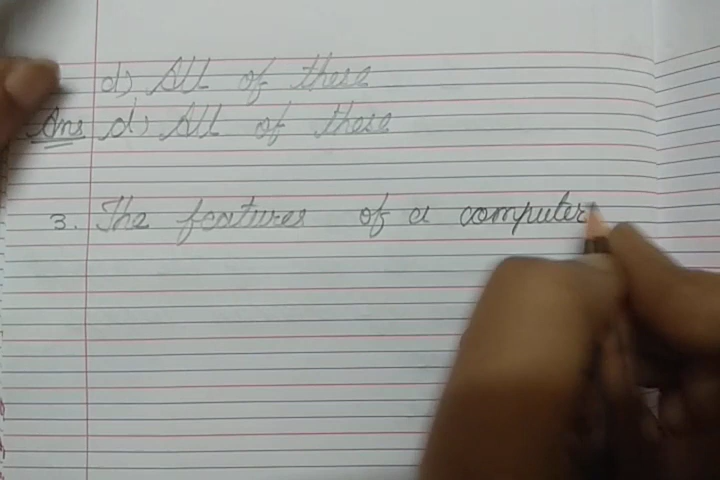 d) All of these
Ans d) All of these
3. The features of a computer